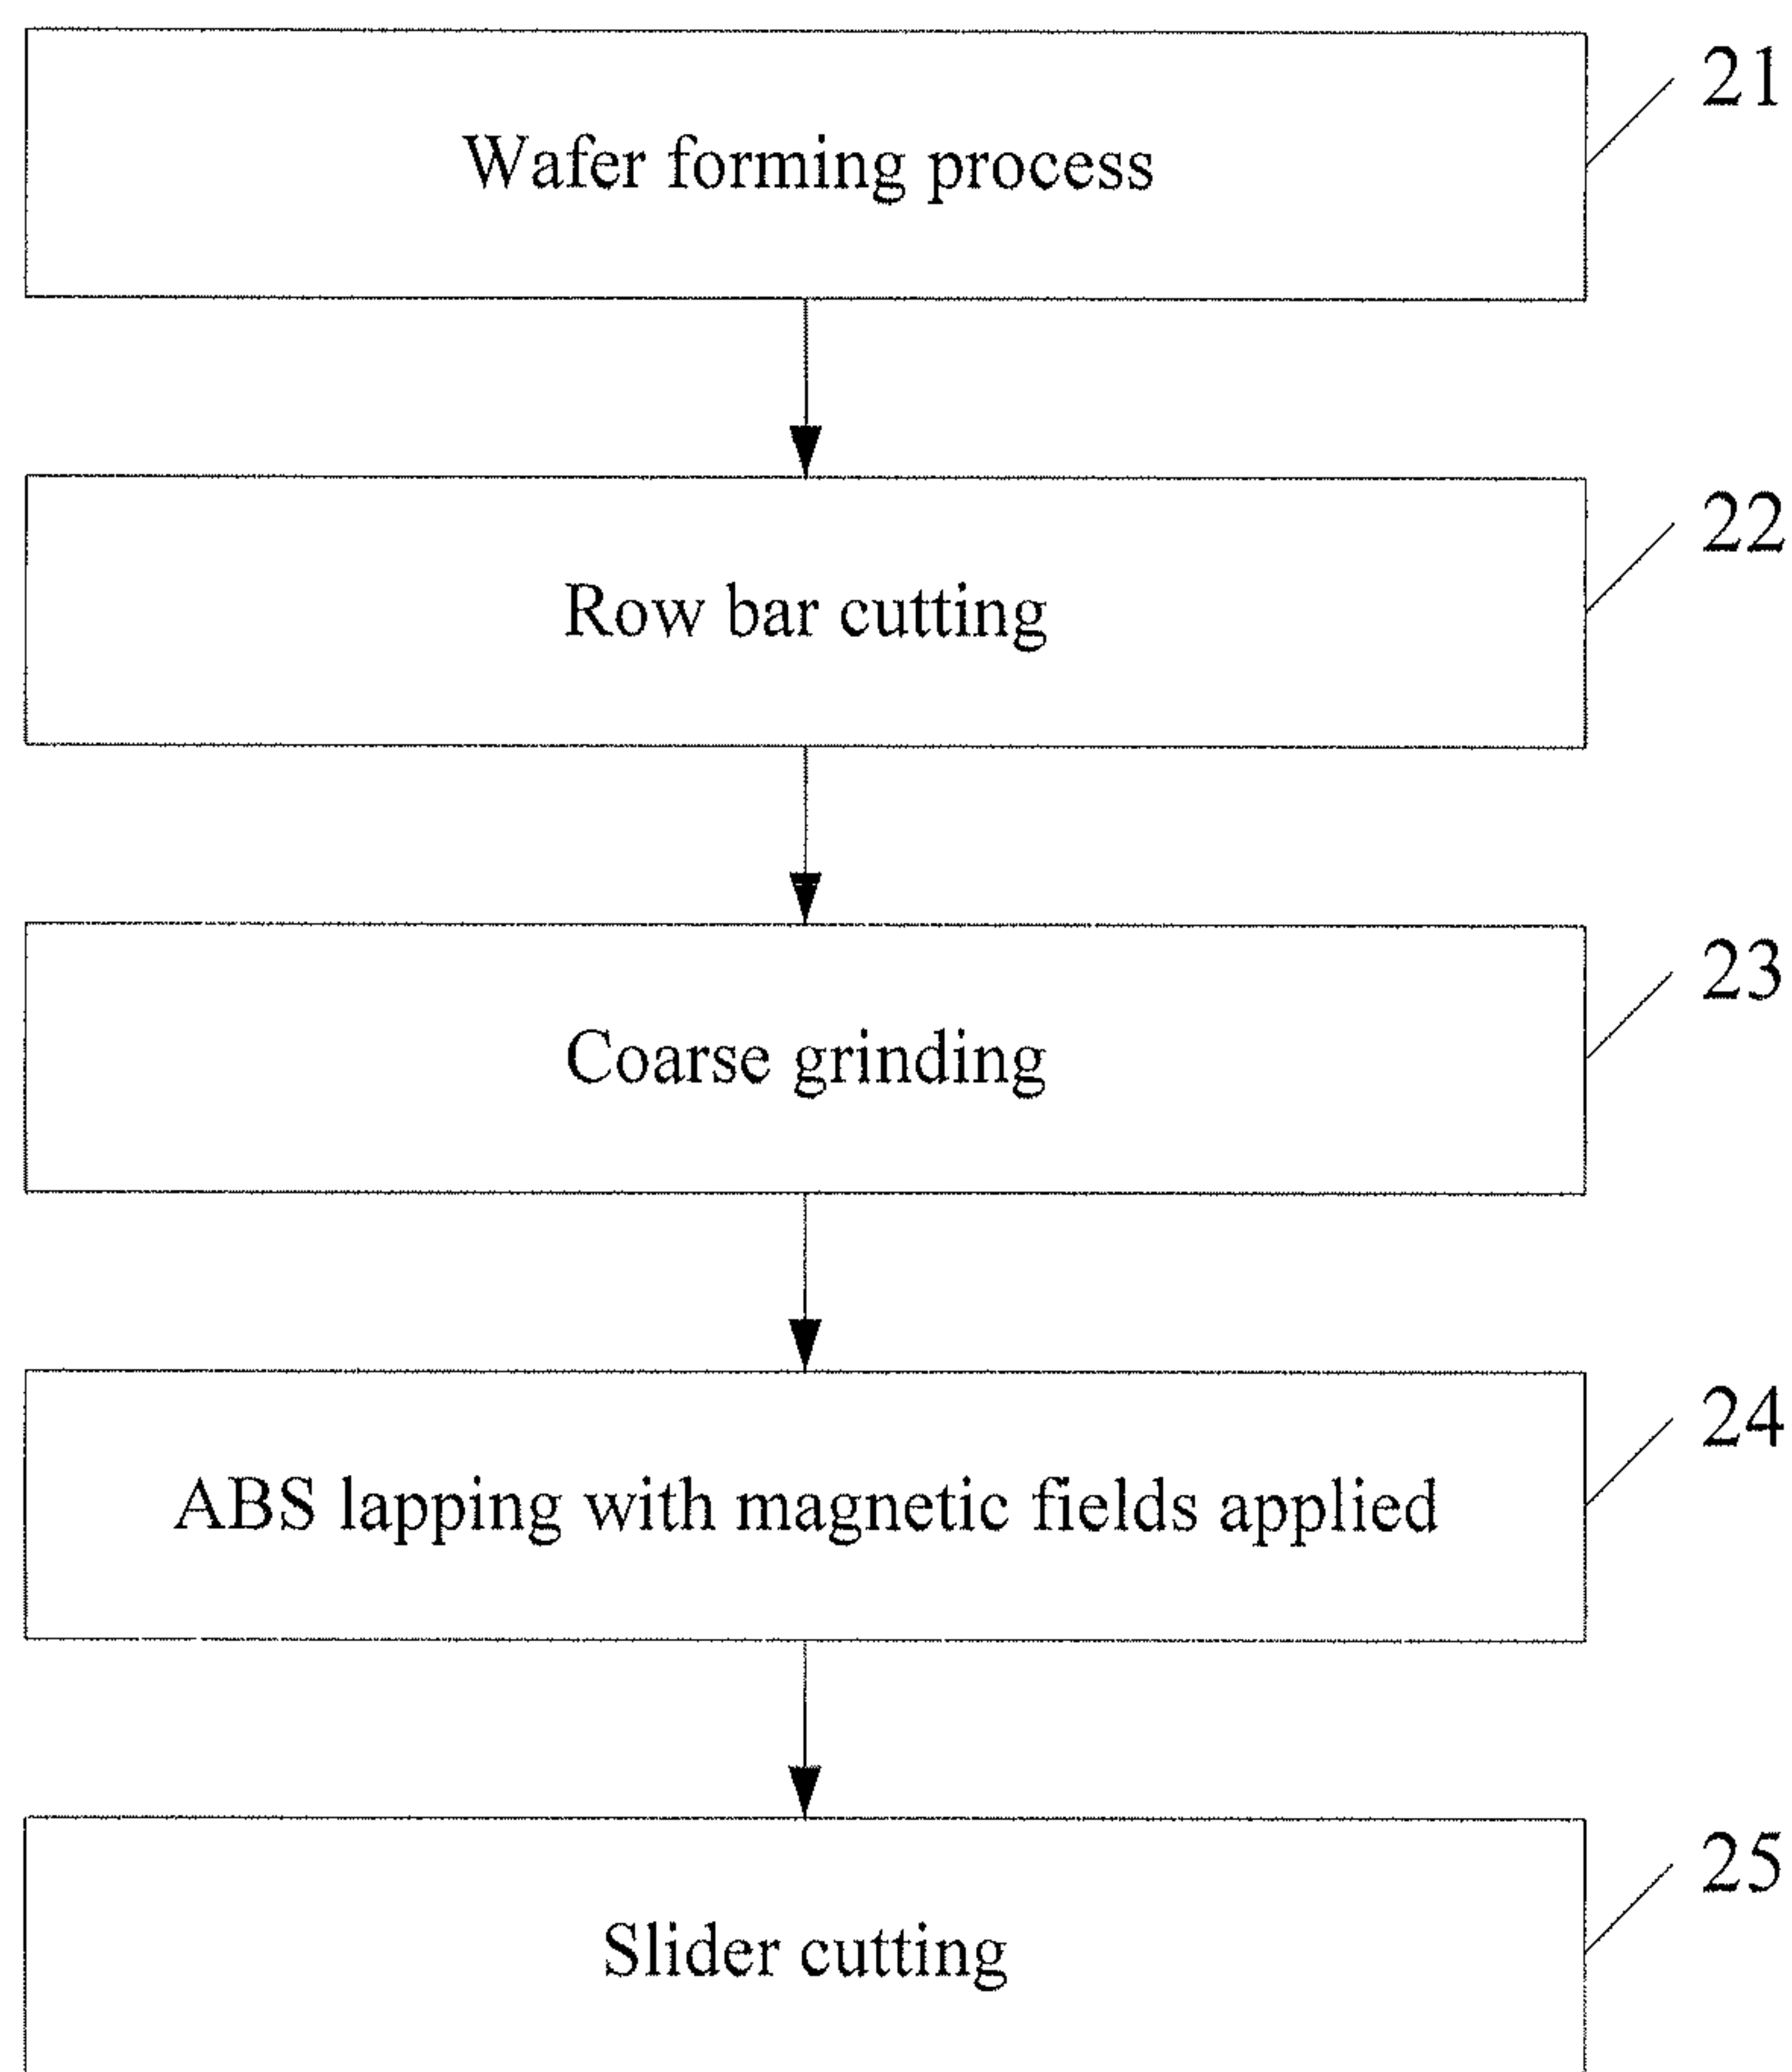 21
Wafer forming process
22
Row bar cutting
23
Coarse grinding
24
ABS lapping with magnetic fields applied
25
Slider cutting